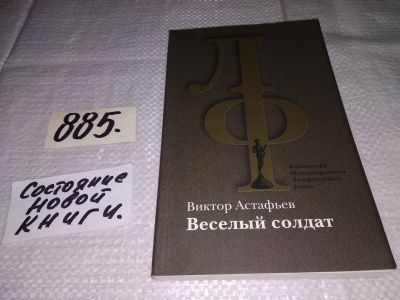 885.
Состояние
новой
книги.
ЛФ
Библиотека
Международного
Литературного
фонда
Виктор Астафьев
Веселый солдат